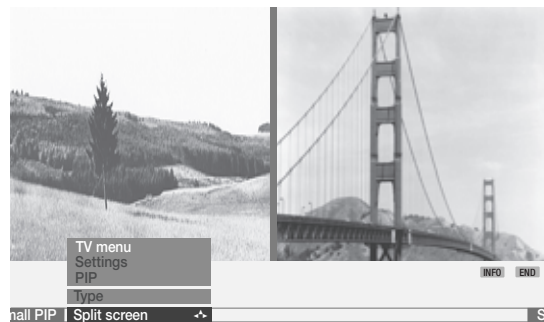 TV menu
Settings
PIP
INFO END
Type
nall PIP Split screen S